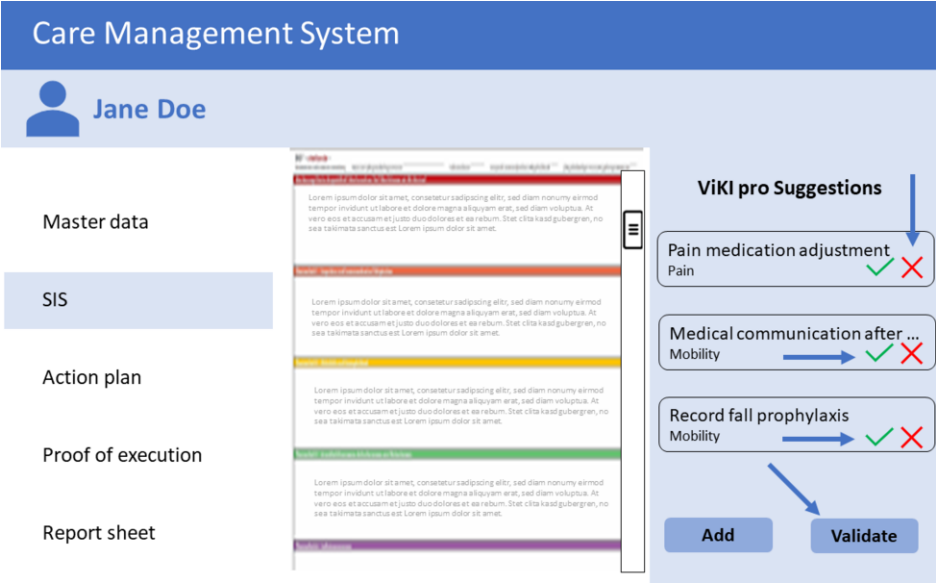 Care Management System
Jane Doe
Master data
SIS
Action plan
Proof of execution
Report sheet
Lorem ipsum dolor sit amet, consetetur sadipscing elitr, sed diam nonumy eirmod
tempor invidunt ut labore et dolore magna aliquyam erat, sed diam voluptua. At
vero eos et accusam et justo duo dolores et ea rebum. Stet clita kasd gubergren, no
sea takimata sanctus est Lorem ipsum dolor sit amet.
Lorem ipsum dolor sit amet, consetetur sadipscing elitr, sed diam nonumy eirmod
tempor invidunt ut labore et dolore magna aliquyam erat, sed diam voluptua. At
vero eos et accusam et justo duo dolores et ea rebum. Stet clita kasd gubergren, no
sea takimata sanctus est Lorem ipsum dolor sit amet.
Lorem ipsum dolor sit amet, consetetur sadipscing elitr, sed diam nonumy eirmod
tempor invidunt ut labore et dolore magna aliquyam erat, sed diam voluptua. At
vero eos et accusam et justo duo dolores et ea rebum. Stet clita kasd gubergren, no
sea takimata sanctus est Lorem ipsum dolor sit amet.
Lorem ipsum dolor sit amet, consetetur sadipscing elitr, sed diam nonumy eirmod
tempor invidunt ut labore et dolore magna aliquyam erat, sed diam voluptua. At
vero eos et accusam et justo duo dolores et ea rebum. Stet clita kasd gubergren, no
sea takimata sanctus est Lorem ipsum dolor sit amet.
ViKI pro Suggestions
Pain medication adjustment
Pain
Medical communication after ...
Mobility
Record fall prophylaxis
Mobility
Add
Validate